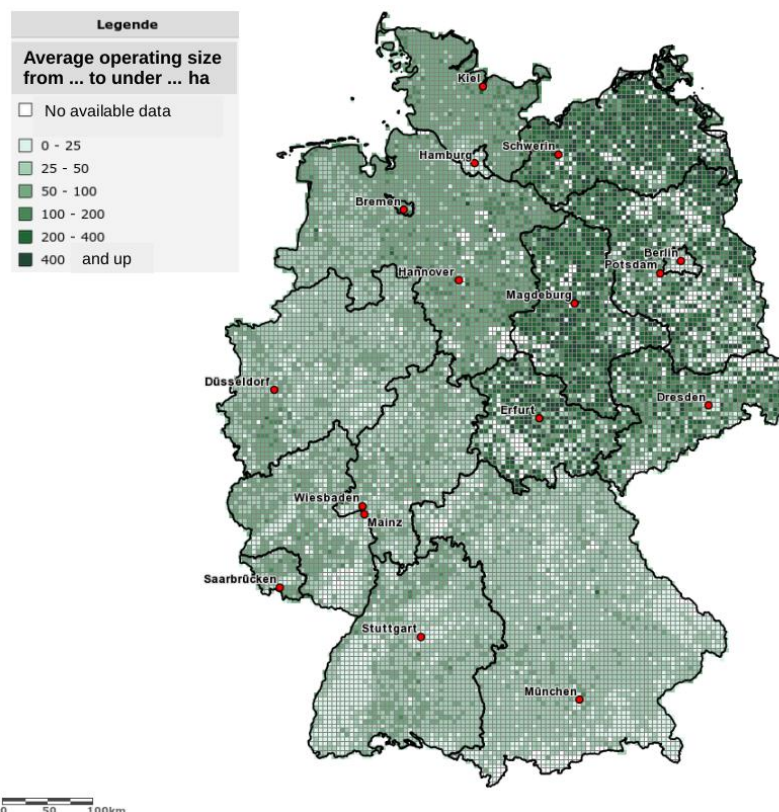 Legende
Average operating size
from ... to under ... ha
No available data
0 - 25
25 - 50
50 - 100
100 - 200
200 - 400
400 and up
Kiel
Schwerin
Hamburg
Bremen
Berlin
Potsdam
Hannover
Magdeburg
Düsseldorf
Dresden
Erfurt
Wiesbaden
Mainz
Saarbrücken
Stuttgart
München
0 50 100km